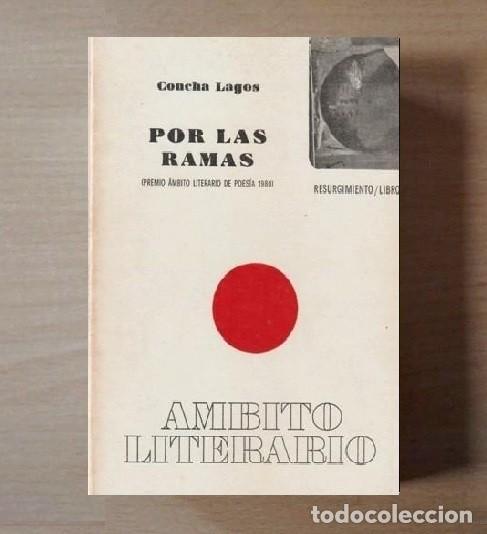 Concha Lagos
POR LAS
RAMAS
(PREMIO ÁMBITO LITERARIO DE POESÍA 1980)
RESURGIMIENTO/LIBRO
AMBITO
LITERARIO
todocoleccion